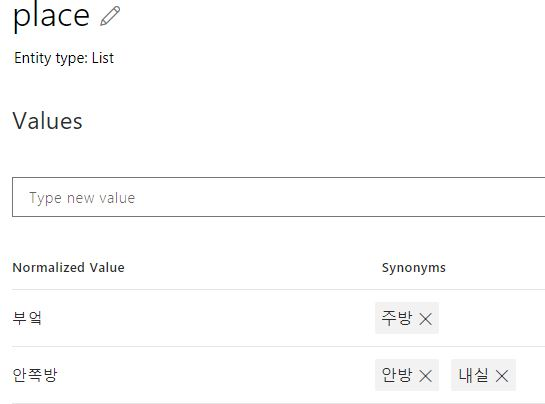 place
Entity type: List
Values
Type new value
Normalized Value Synonyms
부엌 주방
안쪽방 안방 내실